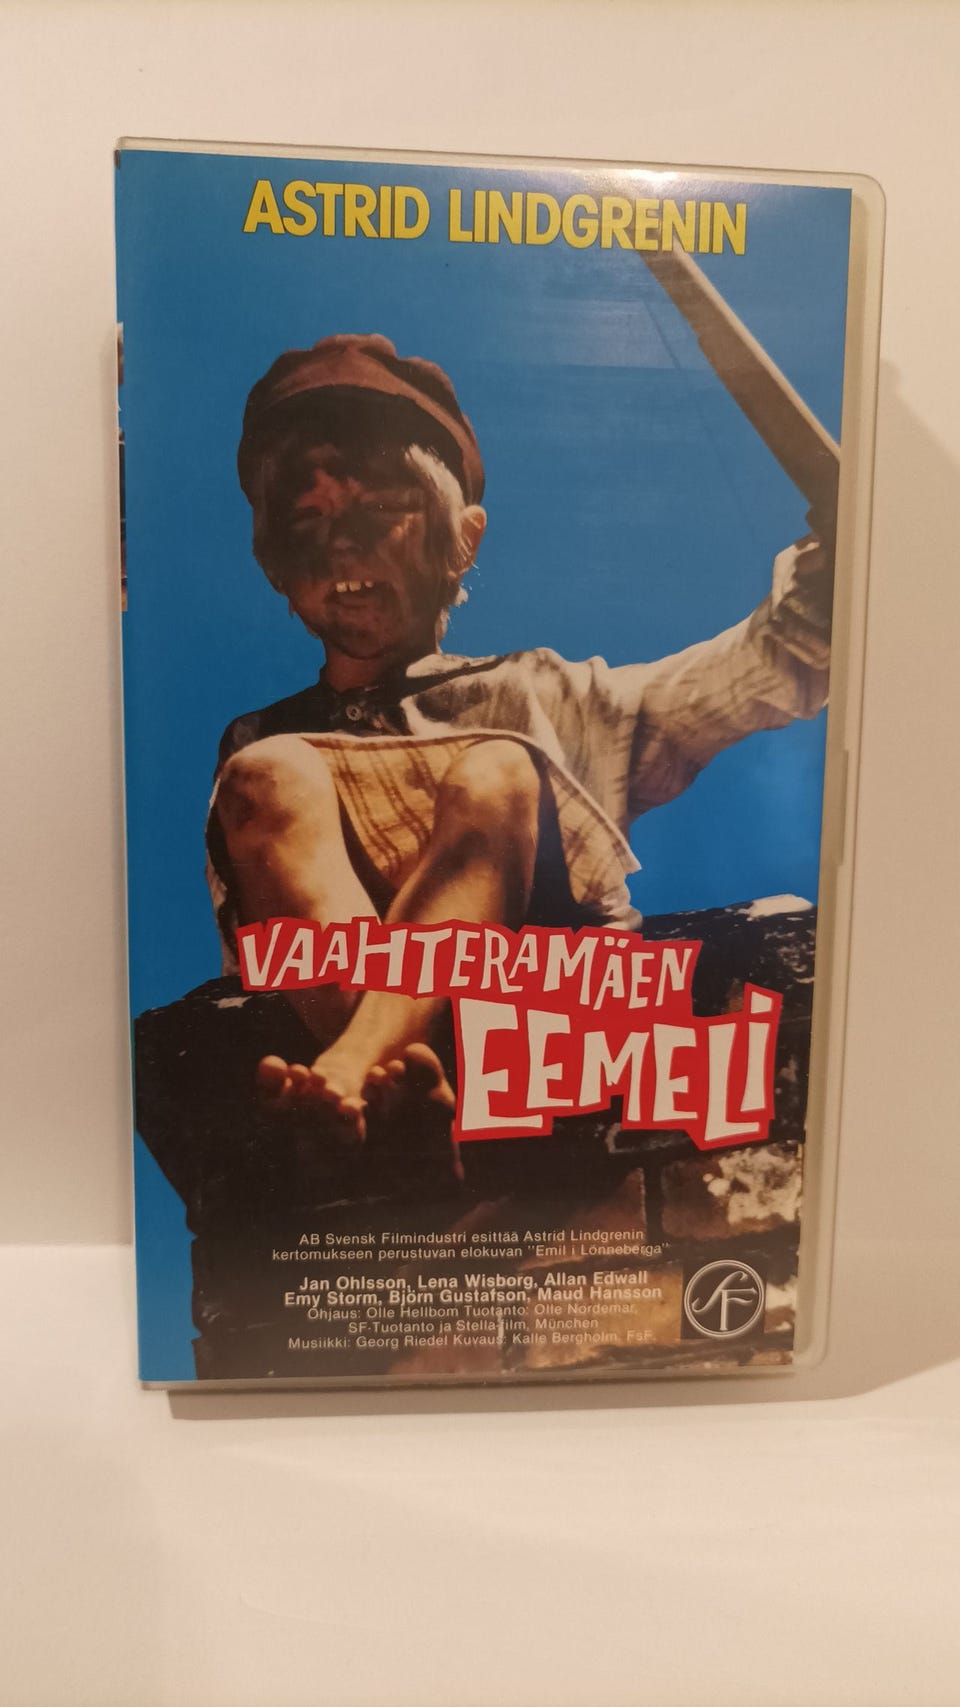 ASTRID LINDGRENIN
VAAHTERAMÄEN
EEMELI
AB Svensk Filmindustri esittää Astrid Lindgrenin
kertomukseen perustuvan elokuvan "Emil i Lönneberga"
Jan Ohlsson, Lena Wisborg, Allan Edwall
Emy Storm, Björn Gustafson, Maud Hansson
Ohjaus: Olle Hellbom Tuotanto: Olle Nordemar,
SF-Tuotanto ja Stella-film, München
Musiikki: Georg Riedel Kuvaus: Kalle Bergholm, FsF.
SF